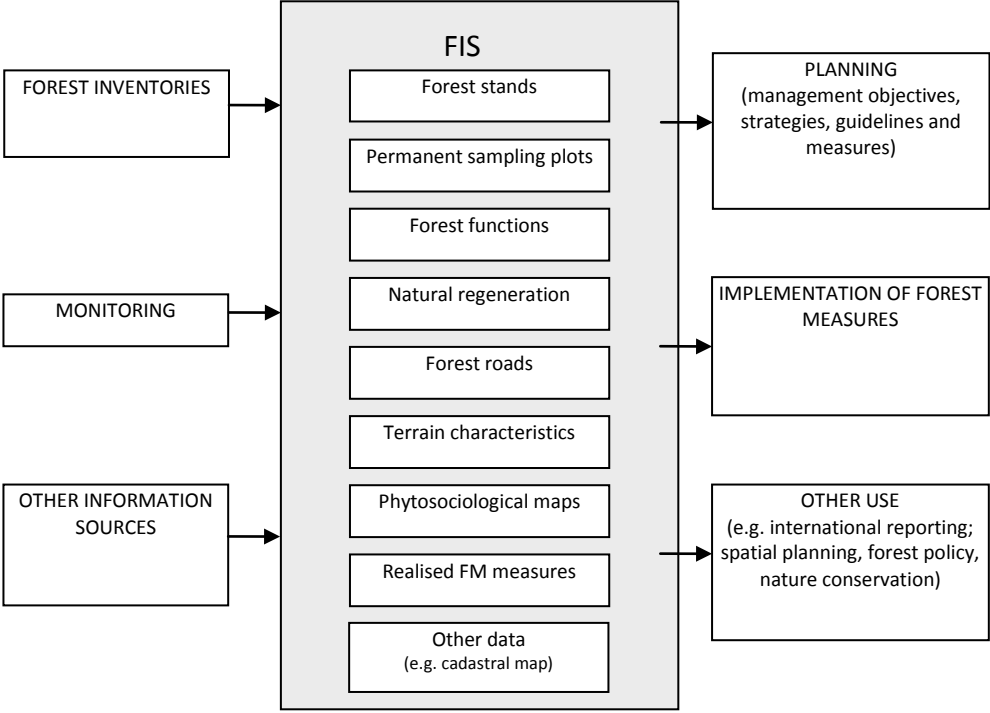 FIS
FOREST INVENTORIES
MONITORING
OTHER INFORMATION
SOURCES
Forest stands
Permanent sampling plots
Forest functions
Natural regeneration
Forest roads
Terrain characteristics
Phytosociological maps
Realised FM measures
Other data
(e.g. cadastral map)
PLANNING
(management objectives,
strategies, guidelines and
measures)
IMPLEMENTATION OF FOREST
MEASURES
OTHER USE
(e.g. international reporting;
spatial planning, forest policy,
nature conservation)